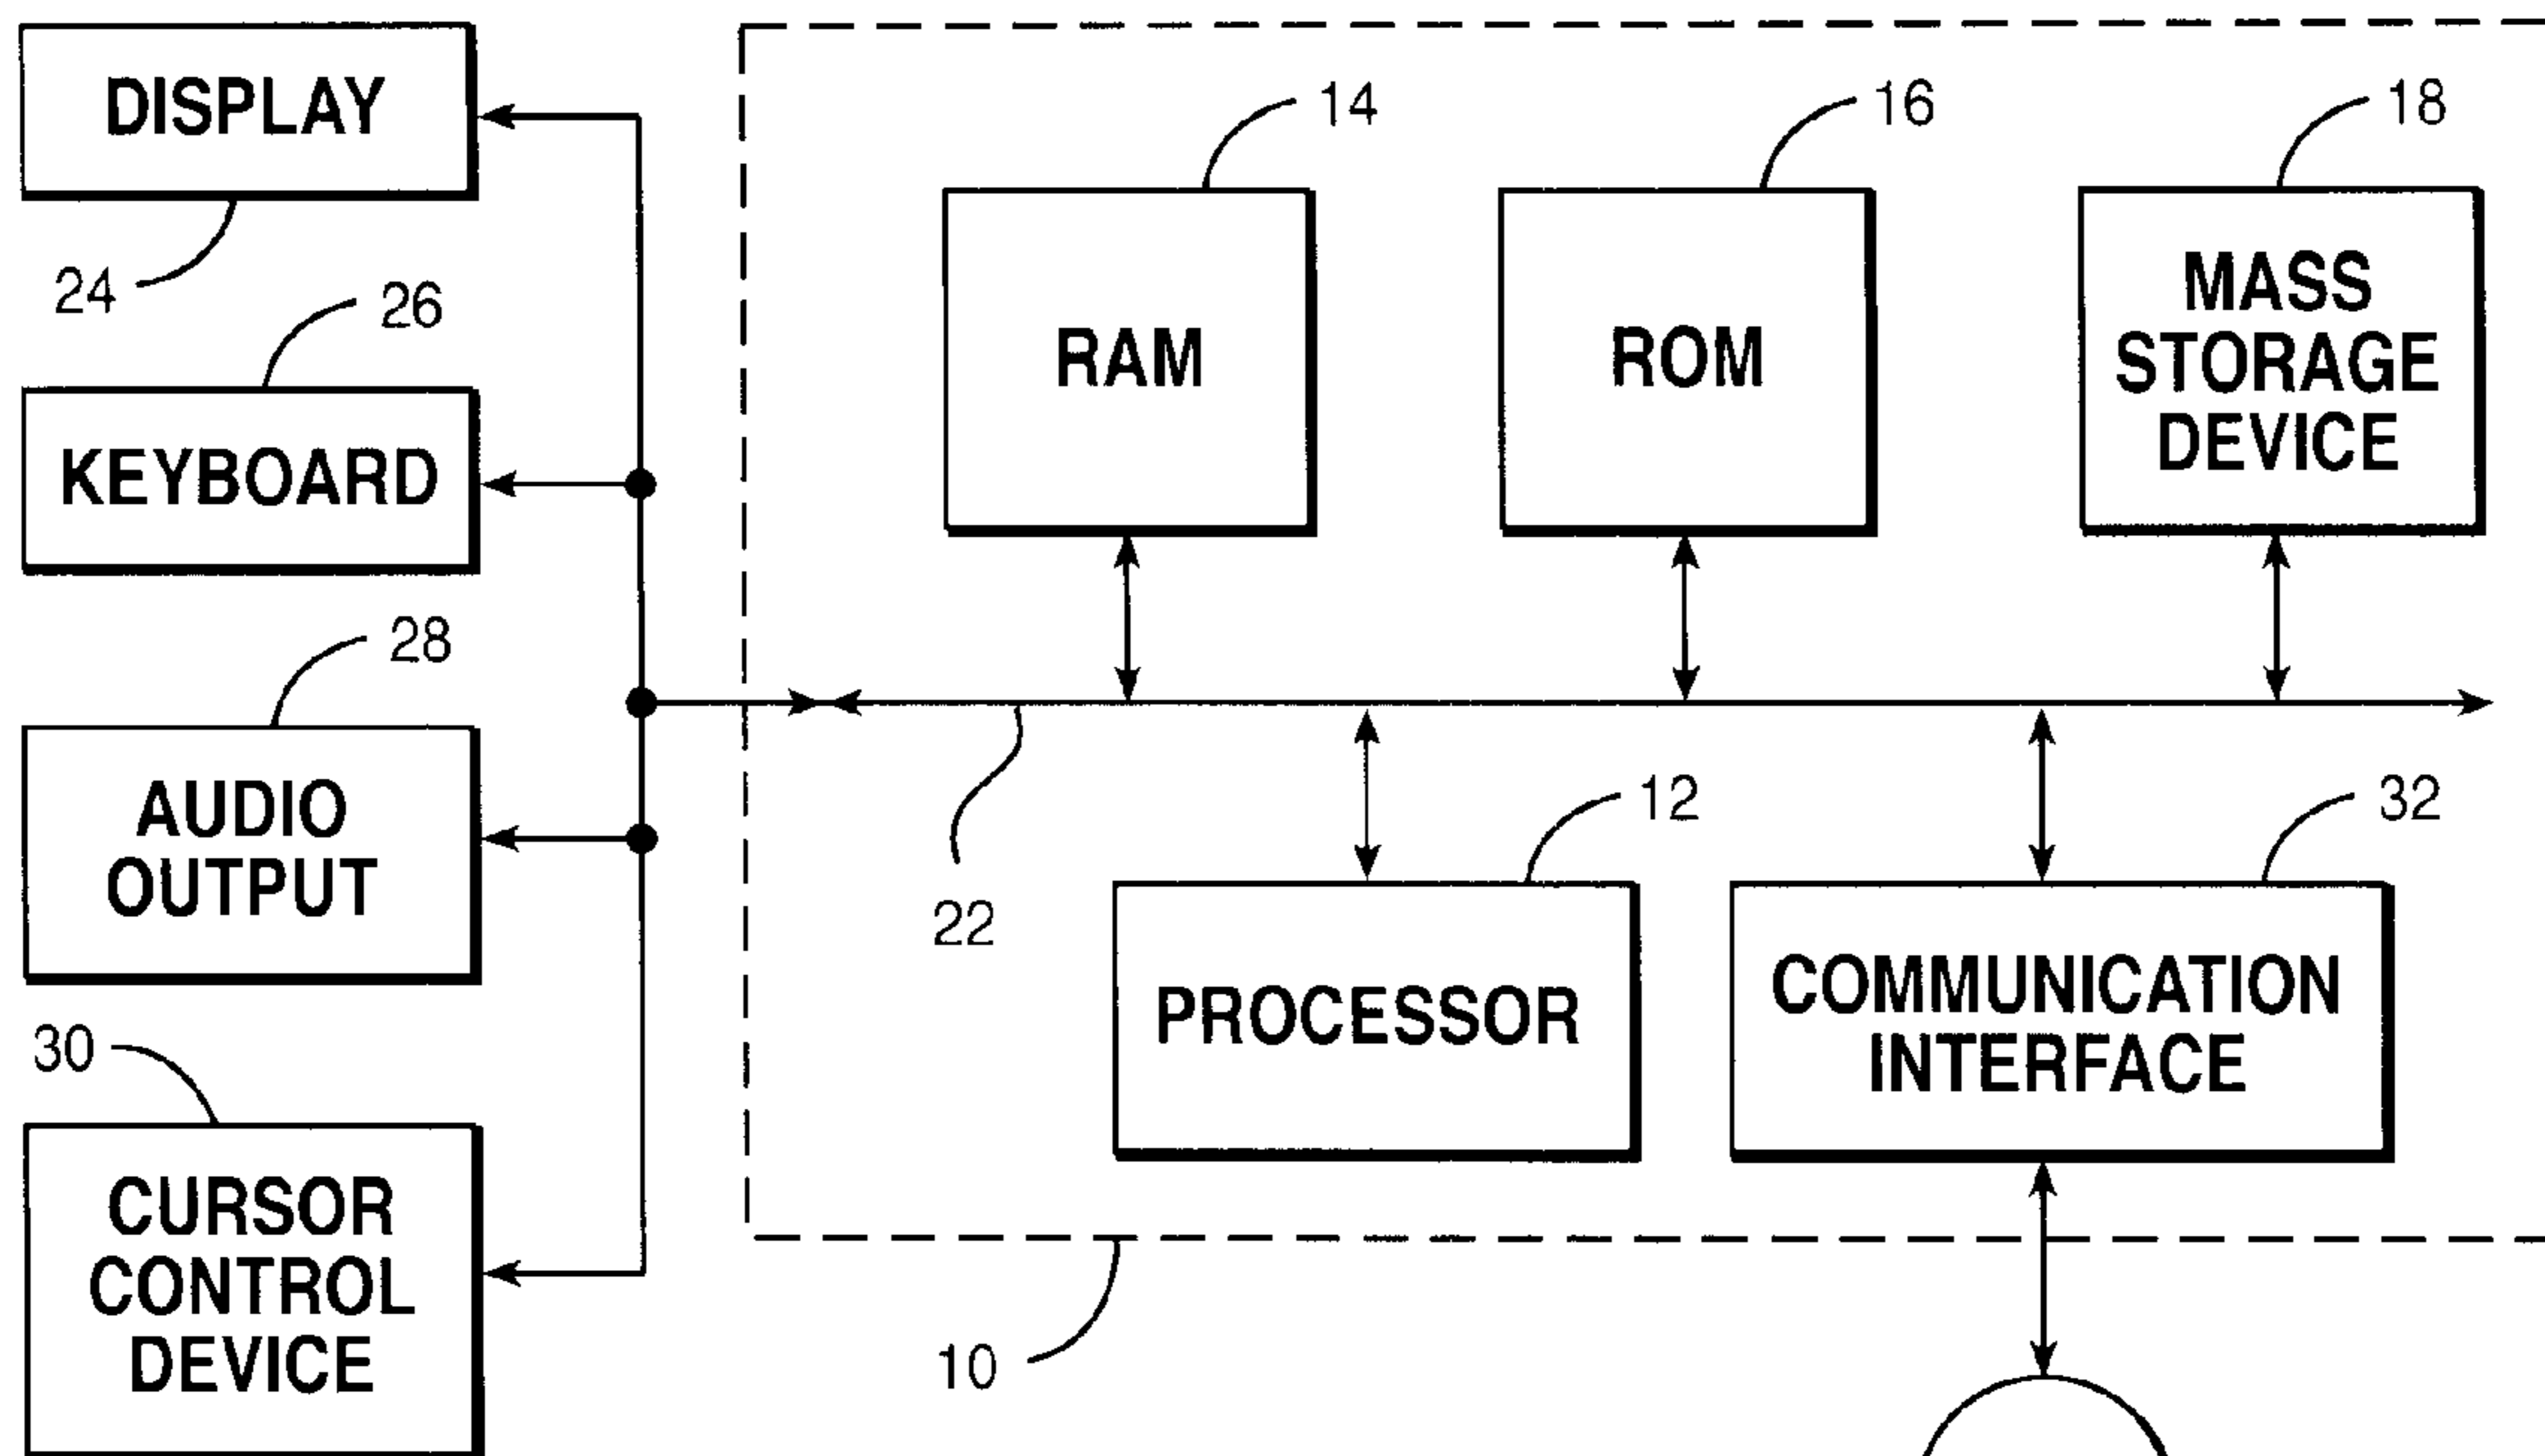 DISPLAY
24
26
KEYBOARD
28
AUDIO
OUTPUT
30
CURSOR
CONTROL
DEVICE
14
RAM
16
ROM
18
MASS
STORAGE
DEVICE
22
12
PROCESSOR
32
COMMUNICATION
INTERFACE
10